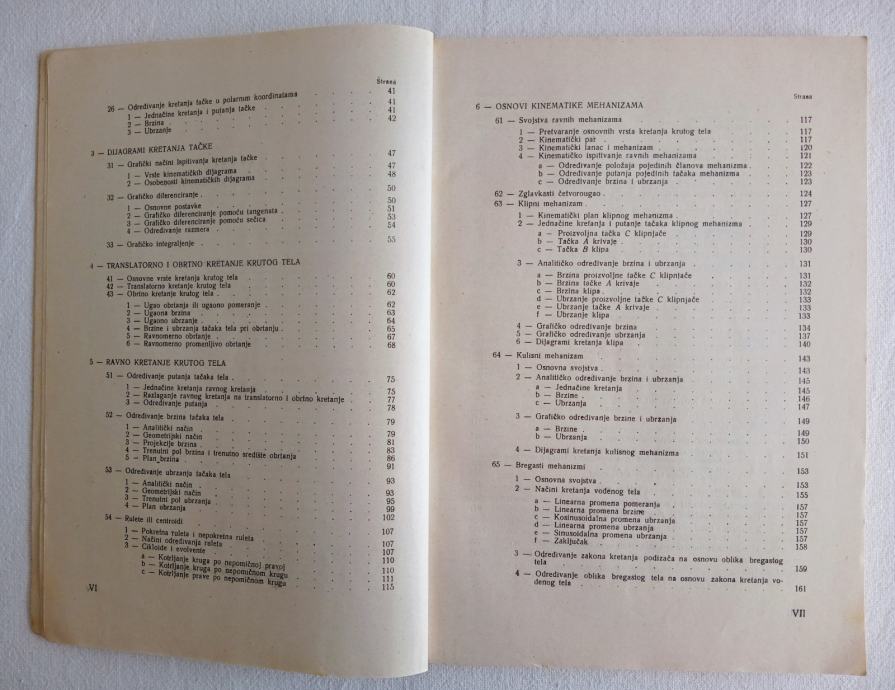 Strana
26 — Određivanje kretanja tačke u polarnim koordinatama . . . 41
1 — Jednačine kretanja i putanja tačke . . . 41
2 — Brzina . . . 41
3 — Ubrzanje . . . 42
3 — DIJAGRAMI KRETANJA TAČKE
31 — Grafički načini ispitivanja kretanja tačke . . . 47
1 — Vrste kinematičkih dijagrama . . . 47
2 — Osobenosti kinematičkih dijagrama . . . 48
32 — Grafičko diferenciranje . . . 50
1 — Osnovne postavke . . . 50
2 — Grafičko diferenciranje pomoću tangenata . . . 51
3 — Grafičko diferenciranje pomoću sečica . . . 53
4 — Određivanje razmera . . . 54
33 — Grafičko integraljenje . . . 55
4 — TRANSLATORNO I OBRTNO KRETANJE KRUTOG TELA
41 — Osnovne vrste kretanja krutog tela . . . 60
42 — Translatorno kretanje krutog tela . . . 60
43 — Obrtno kretanje krutog tela . . . 62
1 — Ugao obrtanja ili ugaono pomeranje . . . 62
2 — Ugaona brzina . . . 63
3 — Ugaono ubrzanje . . . 64
4 — Brzine i ubrzanja tačaka tela pri obrtanju . . . 65
5 — Ravnomerno obrtanje . . . 67
6 — Ravnomerno promenljivo obrtanje . . . 68
5 — RAVNO KRETANJE KRUTOG TELA
51 — Određivanje putanja tačaka tela . . . 75
1 — Jednačine kretanja ravnog kretanja . . . 75
2 — Razlaganje ravnog kretanja na translatorno i obrtno kretanje . . . 77
3 — Određivanje putanja . . . 78
52 — Određivanje brzina tačaka tela . . . 79
1 — Analitički način . . . 79
2 — Geometrijski način . . . 81
3 — Projekcije brzina . . . 83
4 — Trenutni pol brzina i trenutno središte obrtanja . . . 86
5 — Plan brzina . . . 91
53 — Određivanje ubrzanja tačaka tela . . . 93
1 — Analitički način . . . 93
2 — Geometrijski način . . . 95
3 — Trenutni pol ubrzanja . . . 99
4 — Plan ubrzanja . . . 102
54 — Rulete ili centroidi . . . 107
1 — Pokretna ruleta i nepokretna ruleta . . . 107
2 — Načini određivanja ruleta . . . 107
3 — Cikloide i evolvente . . . 110
a — Kotrljanje kruga po nepomičnoj pravoj . . . 110
b — Kotrljanje kruga po nepomičnom krugu . . . 111
c — Kotrljanje prave po nepomičnom krugu . . . 115
VI
Strana
6 — OSNOVI KINEMATIKE MEHANIZAMA
61 — Svojstva ravnih mehanizama . . . 117
1 — Pretvaranje osnovnih vrsta kretanja krutog tela . . . 117
2 — Kinematički par . . . 117
3 — Kinematički lanac i mehanizam . . . 120
4 — Kinematičko ispitivanje ravnih mehanizama . . . 121
a — Određivanje položaja pojedinih članova mehanizma . . . 122
b — Određivanje putanja pojedinih tačaka mehanizma . . . 123
c — Određivanje brzina i ubrzanja . . . 123
62 — Zglavkasti četvorougao . . . 124
63 — Klipni mehanizam . . . 127
1 — Kinematički plan klipnog mehanizma . . . 127
2 — Jednačine kretanja i putanje tačaka klipnog mehanizma . . . 129
a — Proizvoljna tačka C klipnjače . . . 129
b — Tačka A krivaje . . . 130
c — Tačka B klipa . . . 130
3 — Analitičko određivanje brzina i ubrzanja . . . 131
a — Brzina proizvoljne tačke C klipnjače . . . 131
b — Brzina tačke A krivaje . . . 132
c — Brzina klipa . . . 132
d — Ubrzanje proizvoljne tačke C klipnjače . . . 133
e — Ubrzanje tačke A krivaje . . . 133
f — Ubrzanje klipa . . . 133
4 — Grafičko određivanje brzina . . . 134
5 — Grafičko određivanje ubrzanja . . . 137
6 — Dijagrami kretanja klipa . . . 140
64 — Kulisni mehanizam . . . 143
1 — Osnovna svojstva . . . 143
2 — Analitičko određivanje brzina i ubrzanja . . . 145
a — Jednačine kretanja . . . 145
b — Brzine . . . 146
c — Ubrzanja . . . 147
3 — Grafičko određivanje brzine i ubrzanja . . . 149
a — Brzine . . . 149
b — Ubrzanja . . . 150
4 — Dijagrami kretanja kulisnog mehanizma . . . 151
65 — Bregasti mehanizmi . . . 153
1 — Osnovna svojstva . . . 153
2 — Načini kretanja vođenog tela . . . 155
a — Linearna promena pomeranja . . . 157
b — Linearna promena brzine . . . 157
c — Kosinusoidalna promena ubrzanja . . . 157
d — Linearna promena ubrzanja . . . 157
e — Sinusoidalna promena ubrzanja . . . 157
f — Zaključak . . . 158
3 — Određivanje zakona kretanja podizača na osnovu oblika bregastog
tela . . . 159
4 — Određivanje oblika bregastog tela na osnovu zakona kretanja vo-
đenog tela . . . 161
VII